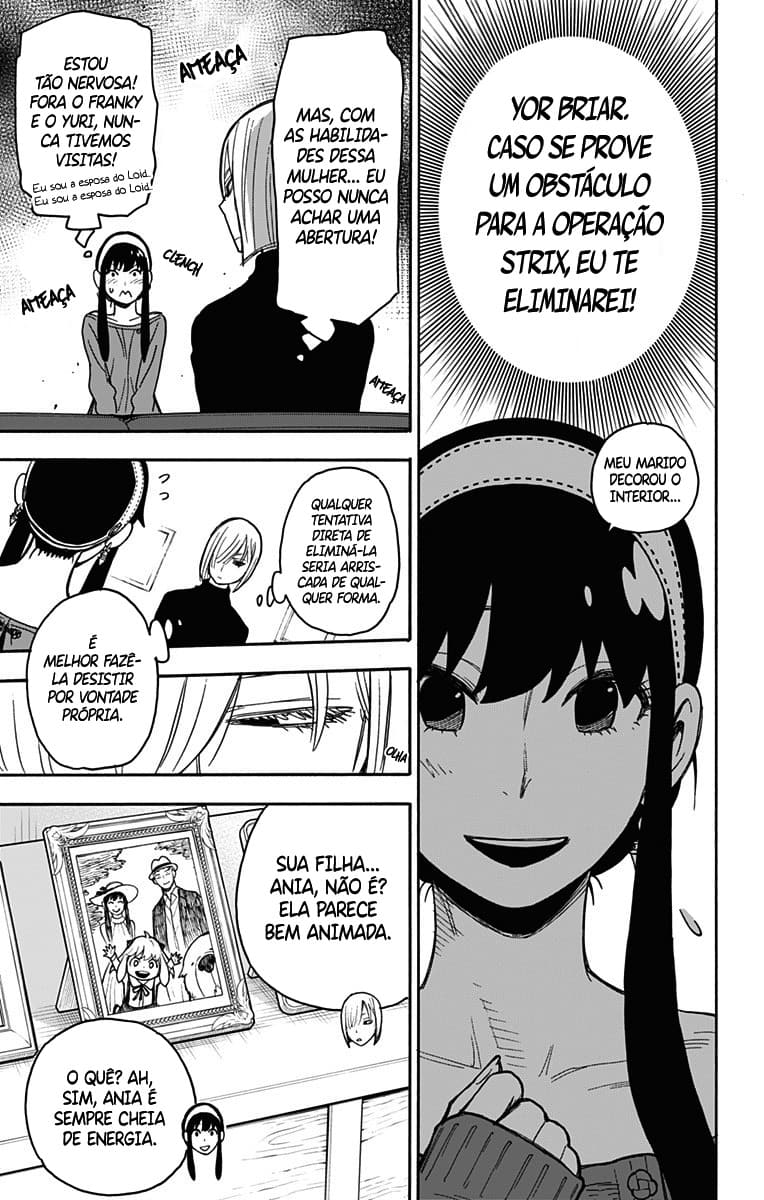 YOR BRIAR.
CASO SE PROVE
UM OBSTÁCULO
PARA A OPERAÇÃO
STRIX, EU TE
ELIMINAREI!
MEU MARIDO
DECOROU O
INTERIOR...
AMEAÇA
MAS, COM
AS HABILIDA-
DES DESSA
MULHER... EU
POSSO NUNCA
ACHAR UMA
ABERTURA!
ESTOU
TÃO NERVOSA!
FORA O FRANKY
E O YURI, NUN-
CA TIVEMOS
VISITAS!
Eu sou a esposa do Loid.
Eu sou a esposa do Loid.
CLENCH
AMEAÇA
AMEAÇA
QUALQUER
TENTATIVA
DIRETA DE
ELIMINÁ-LA
SERIA ARRIS-
CADA DE QUAL-
QUER FORMA.
É
MELHOR FAZÊ-
LA DESISTIR
POR VONTADE
PRÓPRIA.
OLHA
SUA FILHA...
ANIA, NÃO É?
ELA PARECE
BEM ANIMADA.
O QUÊ? AH,
SIM, ANIA É
SEMPRE CHEIA
DE ENERGIA.